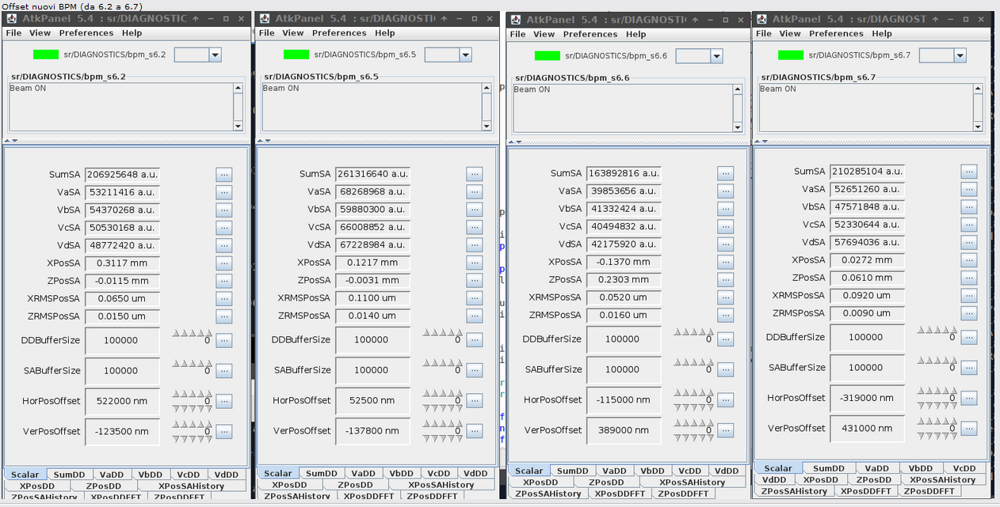 Offset nuovi BPM (da 6.2 a 6.7)
AtkPanel 5.4 : sr/DIAGNOSTIC
File View Preferences Help
sr/DIAGNOSTICS/bpm_s6.2
sr/DIAGNOSTICS/bpm_s6.2
Beam ON
SumSA 206925648 a.u. ...
VaSA 53211416 a.u. ...
VbSA 54370268 a.u. ...
VcSA 50530168 a.u. ...
VdSA 48772420 a.u. ...
XPosSA 0.3117 mm ...
ZPosSA -0.0115 mm ...
XRMSPosSA 0.0650 um ...
ZRMSPosSA 0.0150 um ...
DDBufferSize 100000 0 ...
SABufferSize 100000 0 ...
HorPosOffset 522000 nm 0 ...
VerPosOffset -123500 nm 0 ...
Scalar SumDD VaDD VbDD VcDD VdDD
XPosDD ZPosDD XPosSAHistory
ZPosSAHistory XPosDDFFT ZPosDDFFT
AtkPanel 5.4 : sr/DIAGNOSTI
File View Preferences Help
sr/DIAGNOSTICS/bpm_s6.5
sr/DIAGNOSTICS/bpm_s6.5
Beam ON
SumSA 261316640 a.u. ...
VaSA 68268968 a.u. ...
VbSA 59880300 a.u. ...
VcSA 66008852 a.u. ...
VdSA 67228984 a.u. ...
XPosSA 0.1217 mm ...
ZPosSA -0.0031 mm ...
XRMSPosSA 0.1100 um ...
ZRMSPosSA 0.0140 um ...
DDBufferSize 100000 0 ...
SABufferSize 100000 0 ...
HorPosOffset 52500 nm 0 ...
VerPosOffset -137800 nm 0 ...
Scalar SumDD VaDD VbDD VcDD VdDD
XPosDD ZPosDD XPosSAHistory
ZPosSAHistory XPosDDFFT ZPosDDFFT
AtkPanel 5.4 : sr/DIAGNOSTI
File View Preferences Help
sr/DIAGNOSTICS/bpm_s6.6
sr/DIAGNOSTICS/bpm_s6.6
Beam ON
SumSA 163892816 a.u. ...
VaSA 39853656 a.u. ...
VbSA 41332424 a.u. ...
VcSA 40494832 a.u. ...
VdSA 42175920 a.u. ...
XPosSA -0.1370 mm ...
ZPosSA 0.2303 mm ...
XRMSPosSA 0.0520 um ...
ZRMSPosSA 0.0160 um ...
DDBufferSize 100000 0 ...
SABufferSize 100000 0 ...
HorPosOffset -115000 nm 0 ...
VerPosOffset 389000 nm 0 ...
Scalar SumDD VaDD VbDD VcDD VdDD
XPosDD ZPosDD XPosSAHistory
ZPosSAHistory XPosDDFFT ZPosDDFFT
AtkPanel 5.4 : sr/DIAGNOST
File View Preferences Help
sr/DIAGNOSTICS/bpm_s6.7
sr/DIAGNOSTICS/bpm_s6.7
Beam ON
SumSA 210285104 a.u. ...
VaSA 52651260 a.u. ...
VbSA 47571848 a.u. ...
VcSA 52330644 a.u. ...
VdSA 57694036 a.u. ...
XPosSA 0.0272 mm ...
ZPosSA 0.0610 mm ...
XRMSPosSA 0.0920 um ...
ZRMSPosSA 0.0090 um ...
DDBufferSize 100000 0 ...
SABufferSize 100000 0 ...
HorPosOffset -319000 nm 0 ...
VerPosOffset 431000 nm 0 ...
Scalar SumDD VaDD VbDD VcDD
VdDD XPosDD ZPosDD XPosSAHistory
ZPosSAHistory XPosDDFFT ZPosDDFFT